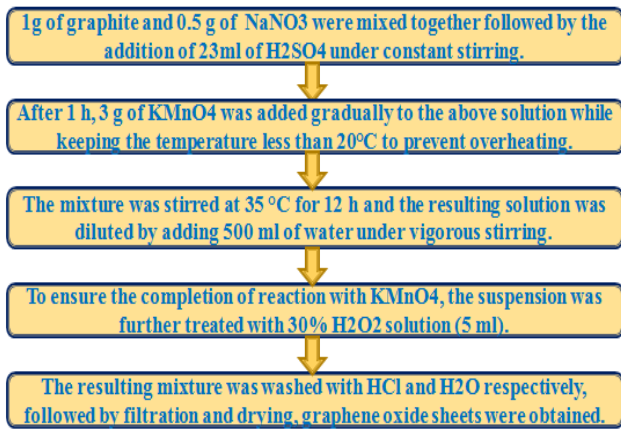 1g of graphite and 0.5 g of NaNO3 were mixed together followed by the
addition of 23ml of H2SO4 under constant stirring.
After 1 h, 3 g of KMnO4 was added gradually to the above solution while
keeping the temperature less than 20°C to prevent overheating.
The mixture was stirred at 35 °C for 12 h and the resulting solution was
diluted by adding 500 ml of water under vigorous stirring.
To ensure the completion of reaction with KMnO4, the suspension was
further treated with 30% H2O2 solution (5 ml).
The resulting mixture was washed with HCl and H2O respectively,
followed by filtration and drying, graphene oxide sheets were obtained.